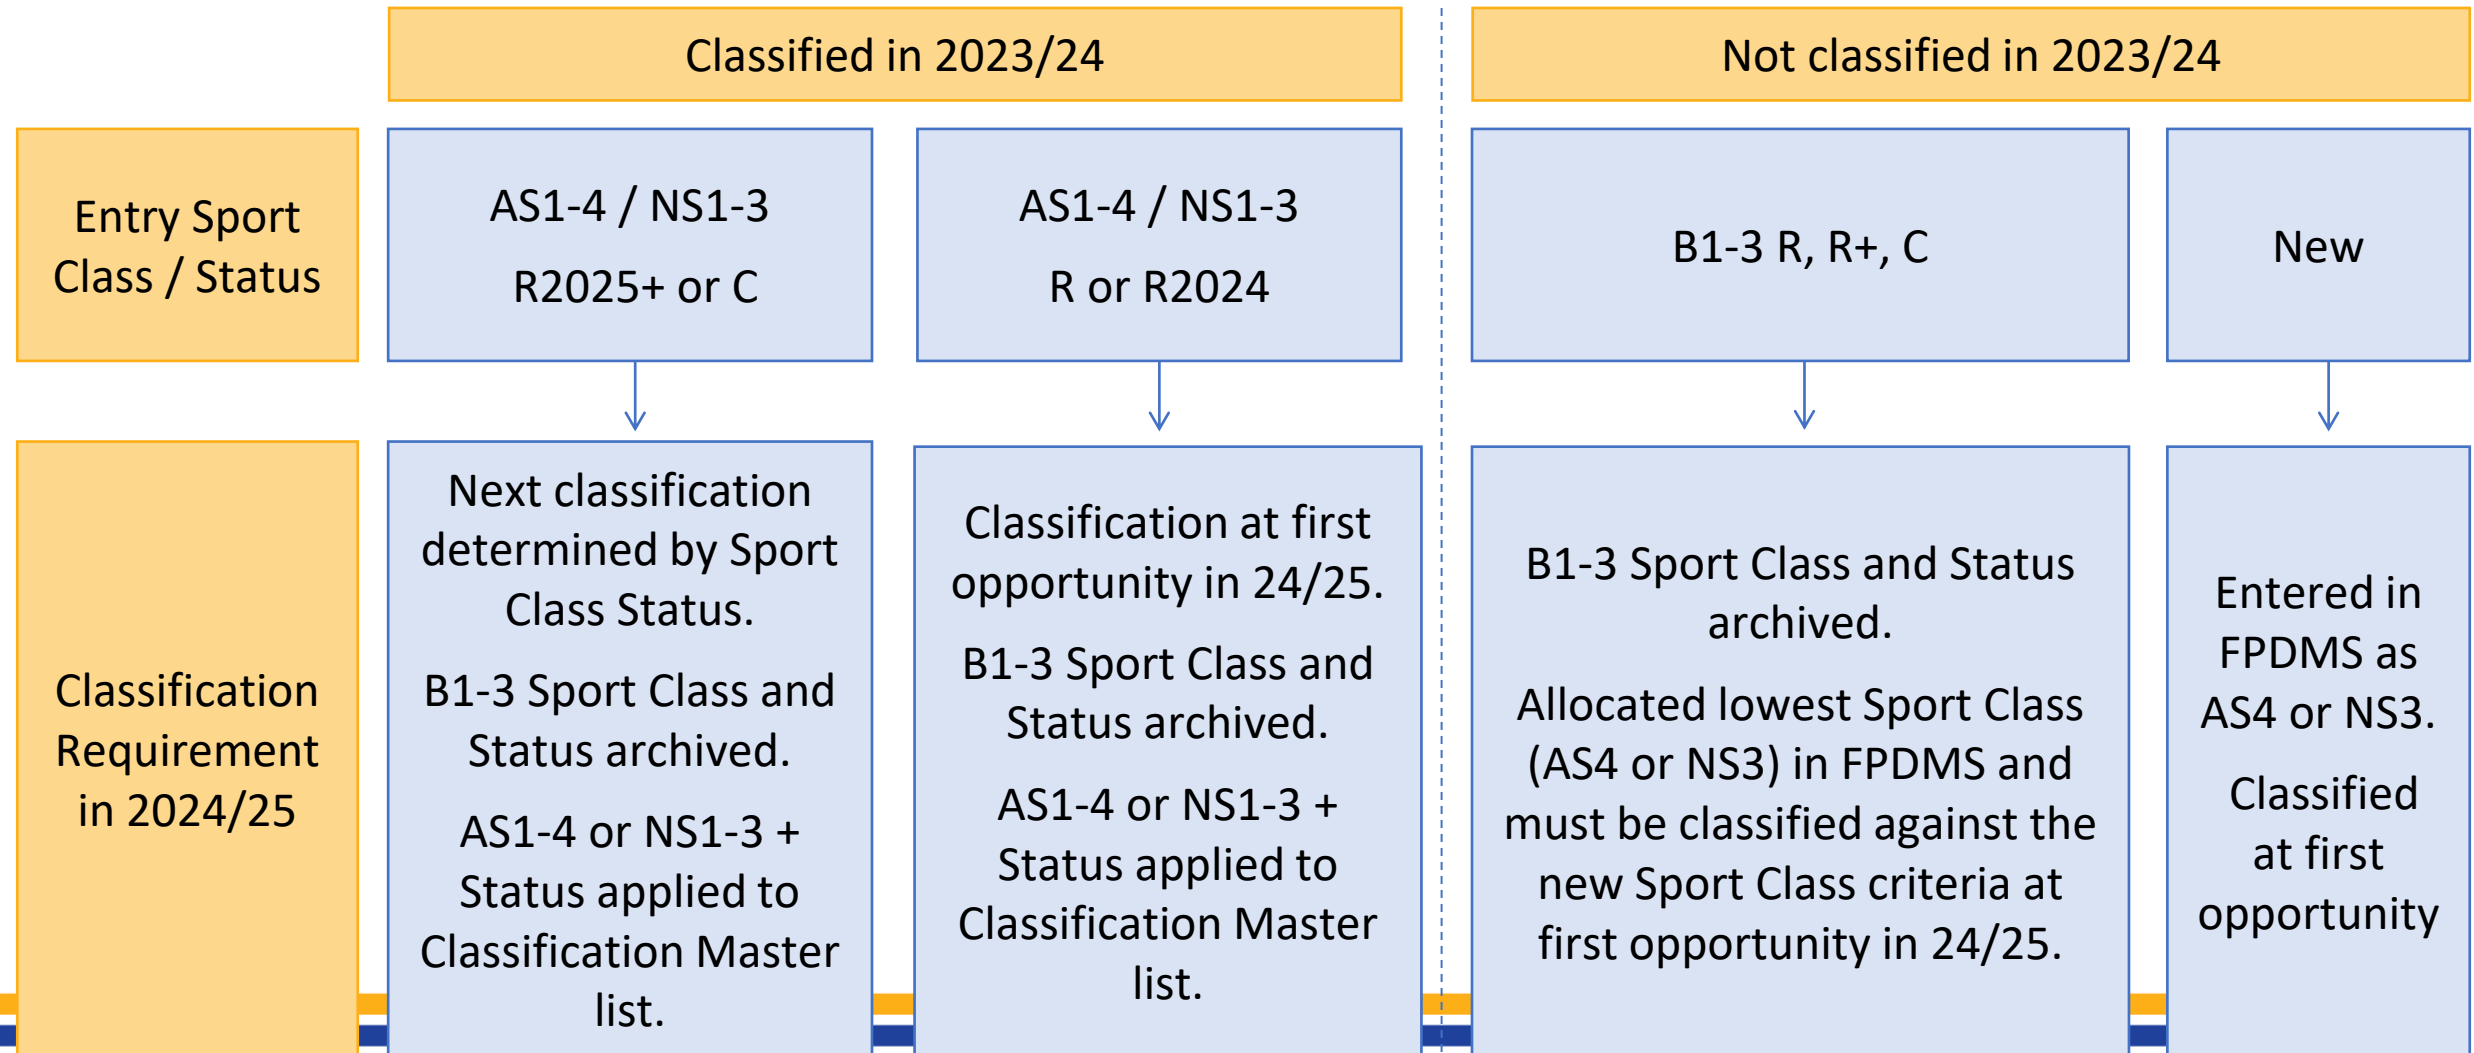 Classified in 2023/24
Not classified in 2023/24
Entry Sport
Class / Status
AS1-4 / NS1-3
R2025+ or C
AS1-4 / NS1-3
R or R2024
B1-3 R, R+, C
New
Classification
Requirement
in 2024/25
Next classification
determined by Sport
Class Status.
B1-3 Sport Class and
Status archived.
AS1-4 or NS1-3 +
Status applied to
Classification Master
list.
Classification at first
opportunity in 24/25.
B1-3 Sport Class and
Status archived.
AS1-4 or NS1-3 +
Status applied to
Classification Master
list.
B1-3 Sport Class and Status
archived.
Allocated lowest Sport Class
(AS4 or NS3) in FPDMS and
must be classified against the
new Sport Class criteria at
first opportunity in 24/25.
Entered in
FPDMS as
AS4 or NS3.
Classified
at first
opportunity